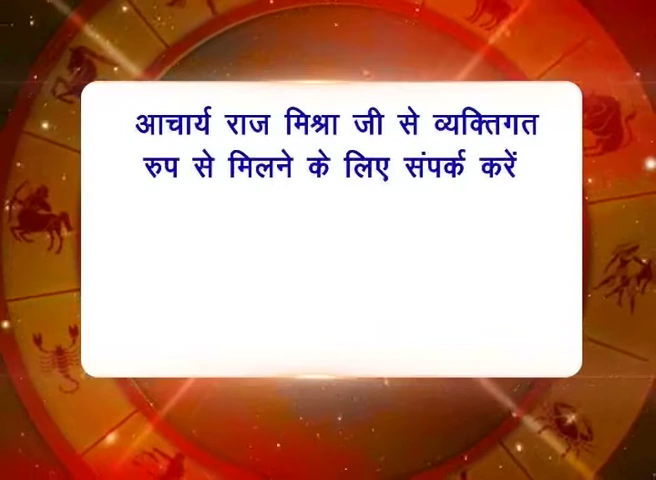 आचार्य राज मिश्रा जी से व्यक्तिगत
रुप से मिलने के लिए संपर्क करें